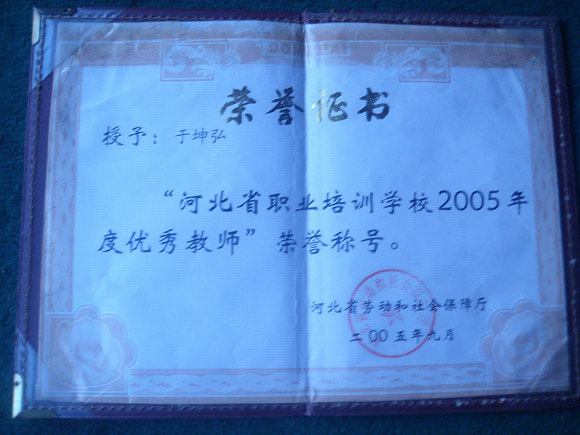 荣誉证书
授予：于坤弘
“河北省职业培训学校2005年
度优秀教师”荣誉称号。
河北省劳动和社会保障厅
二00五年九月